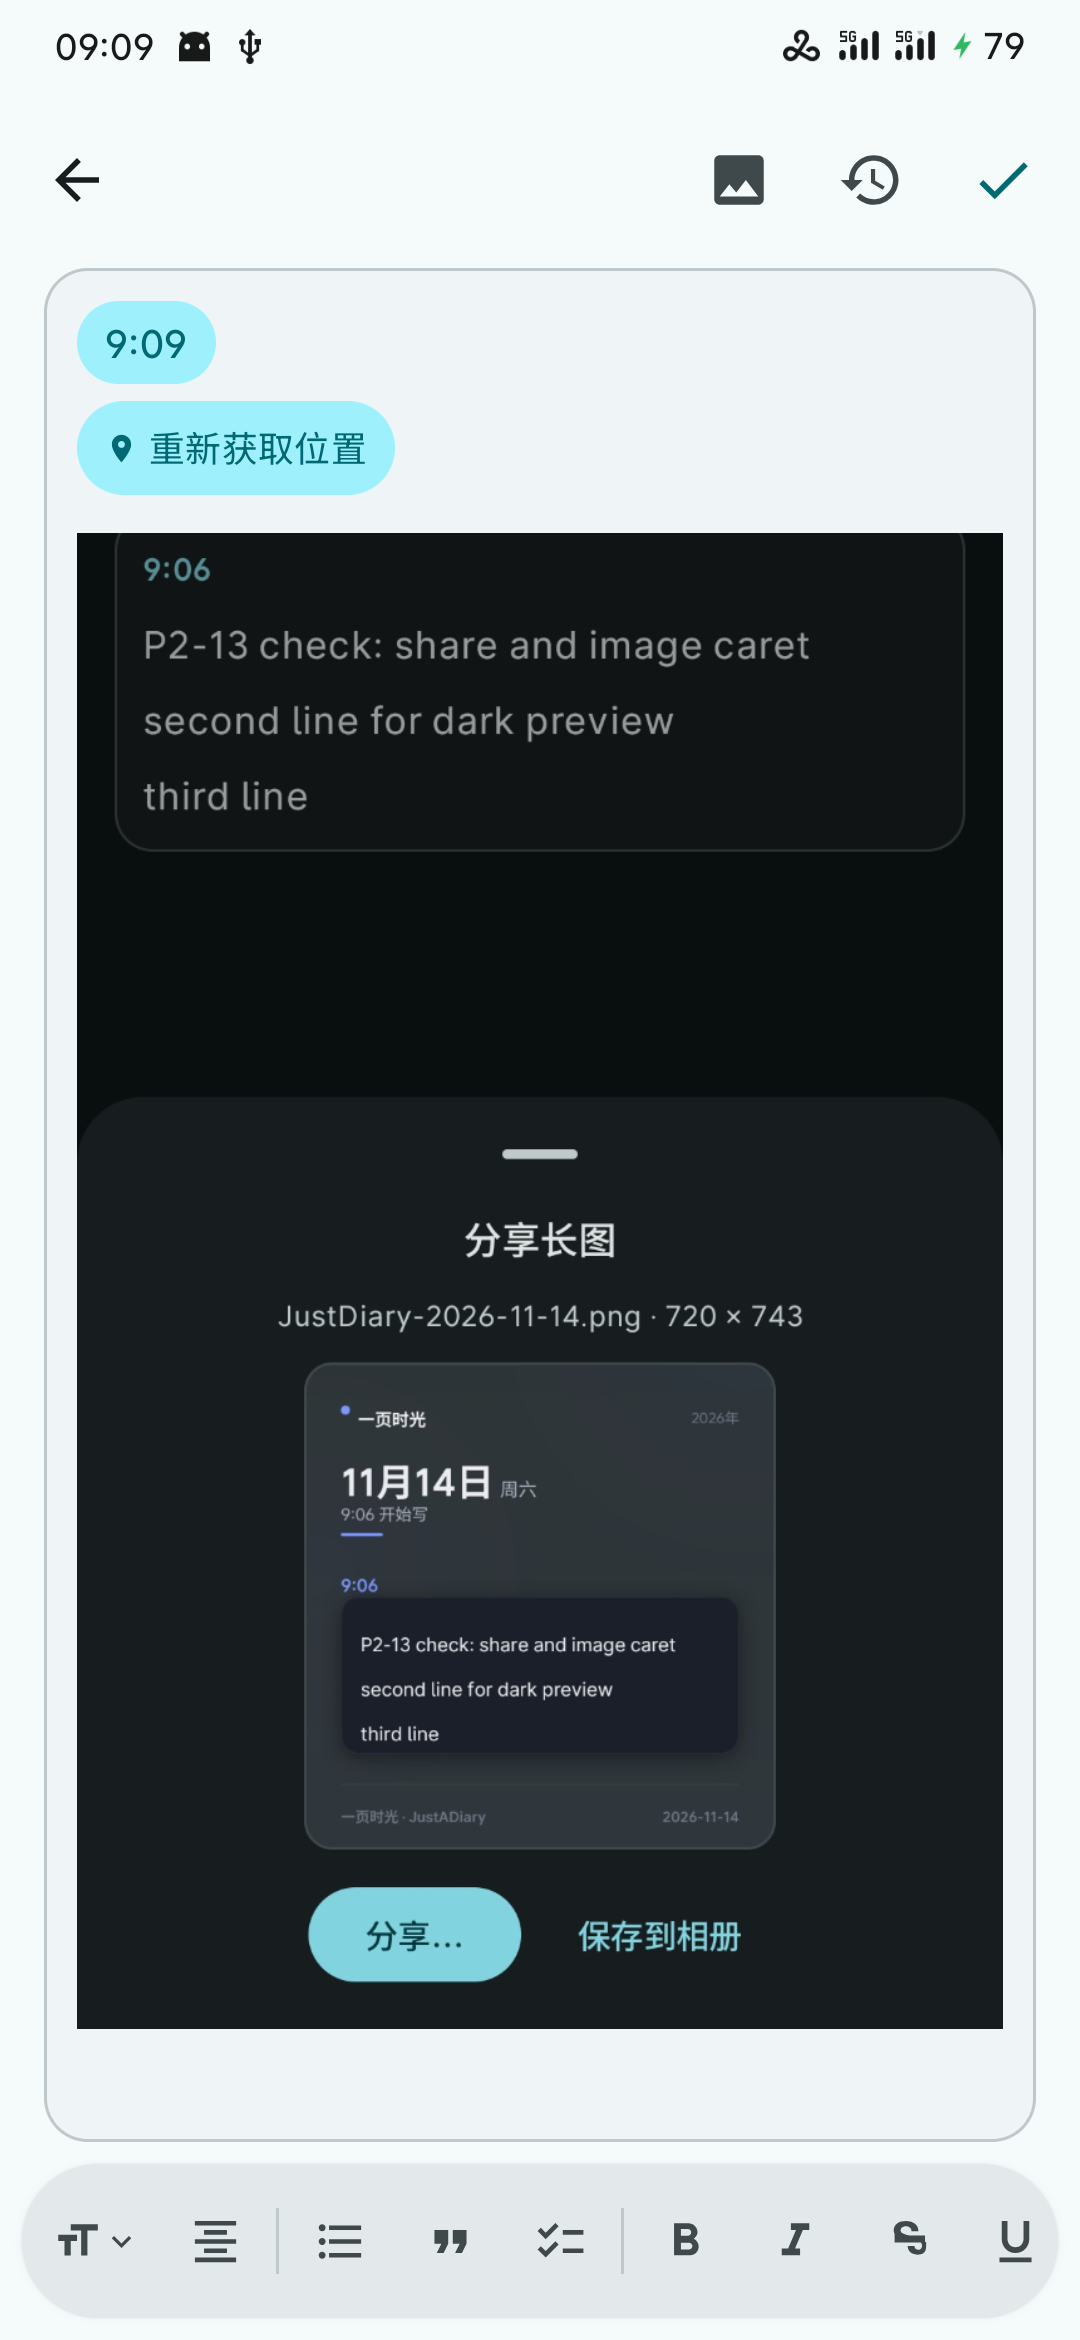 09:09
5G
5G
79
9:09
重新获取位置
9:06
P2-13 check: share and image caret
second line for dark preview
third line
分享长图
JustDiary-2026-11-14.png · 720 × 743
一页时光
2026年
11月14日 周六
9:06 开始写
9:06
P2-13 check: share and image caret
second line for dark preview
third line
一页时光 · JustADiary
2026-11-14
分享...
保存到相册